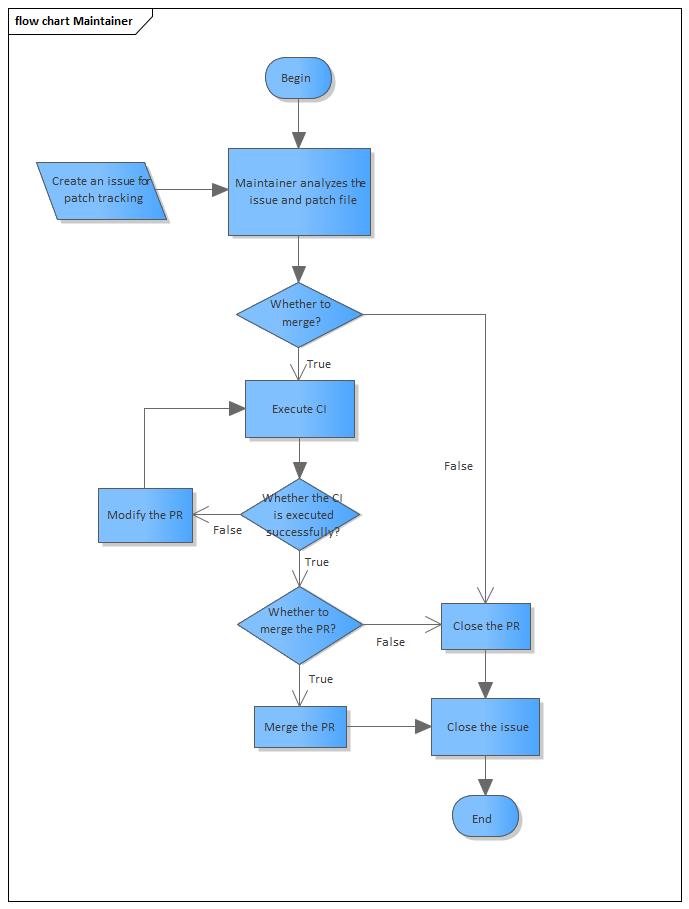 flow chart Maintainer
Begin
Create an issue for
patch tracking
Maintainer analyzes the
issue and patch file
Whether to
merge?
True
Execute CI
False
Whether the CI
is executed
successfully?
Modify the PR
False
True
Whether to
merge the PR?
Close the PR
False
True
Merge the PR
Close the issue
End